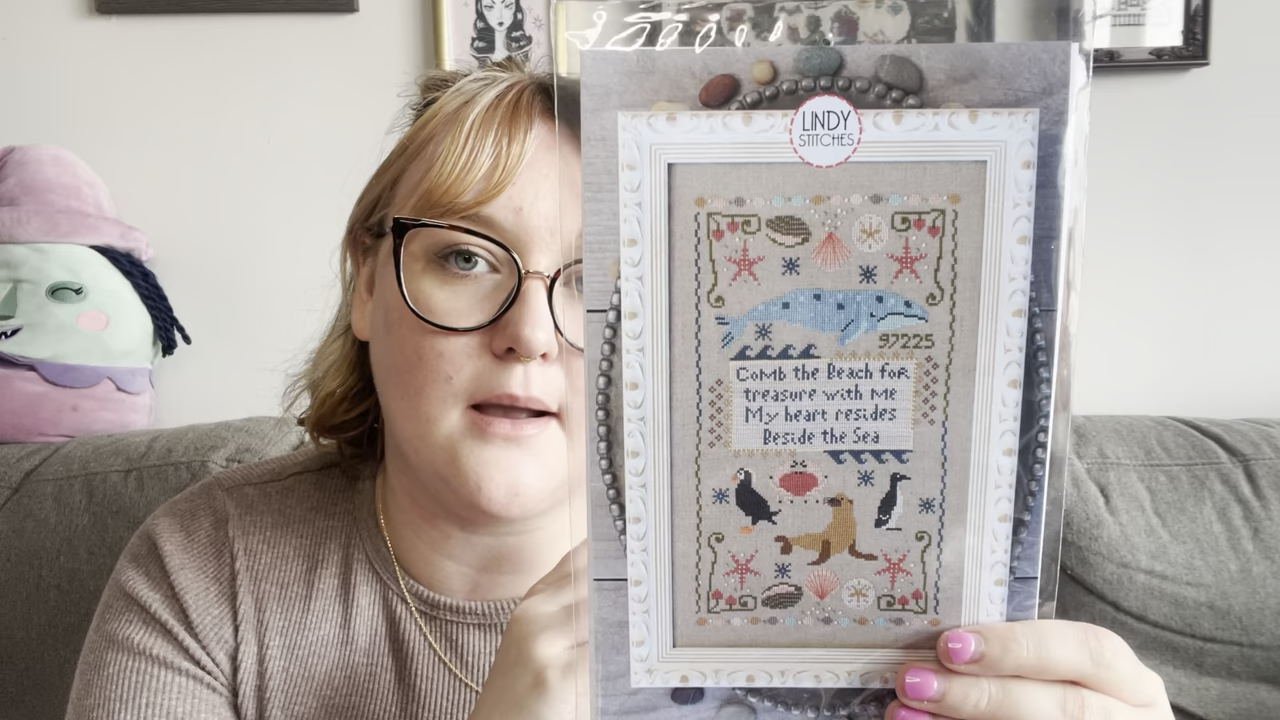 LINDY
STITCHES
97225
Comb the Beach for
treasure with Me
My heart resides
Beside the Sea